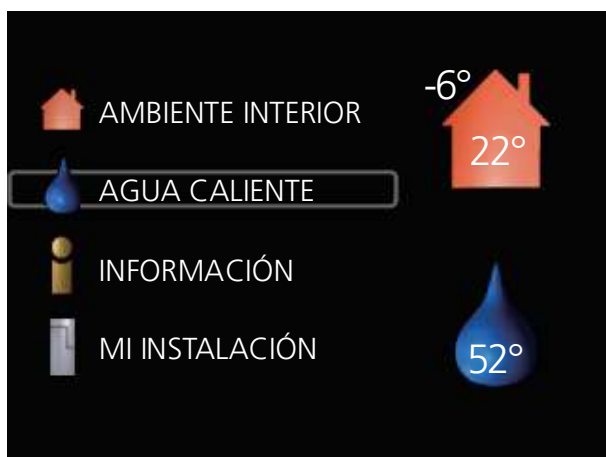 AMBIENTE INTERIOR
AGUA CALIENTE
INFORMACIÓN
MI INSTALACIÓN
-6°
22°
52°